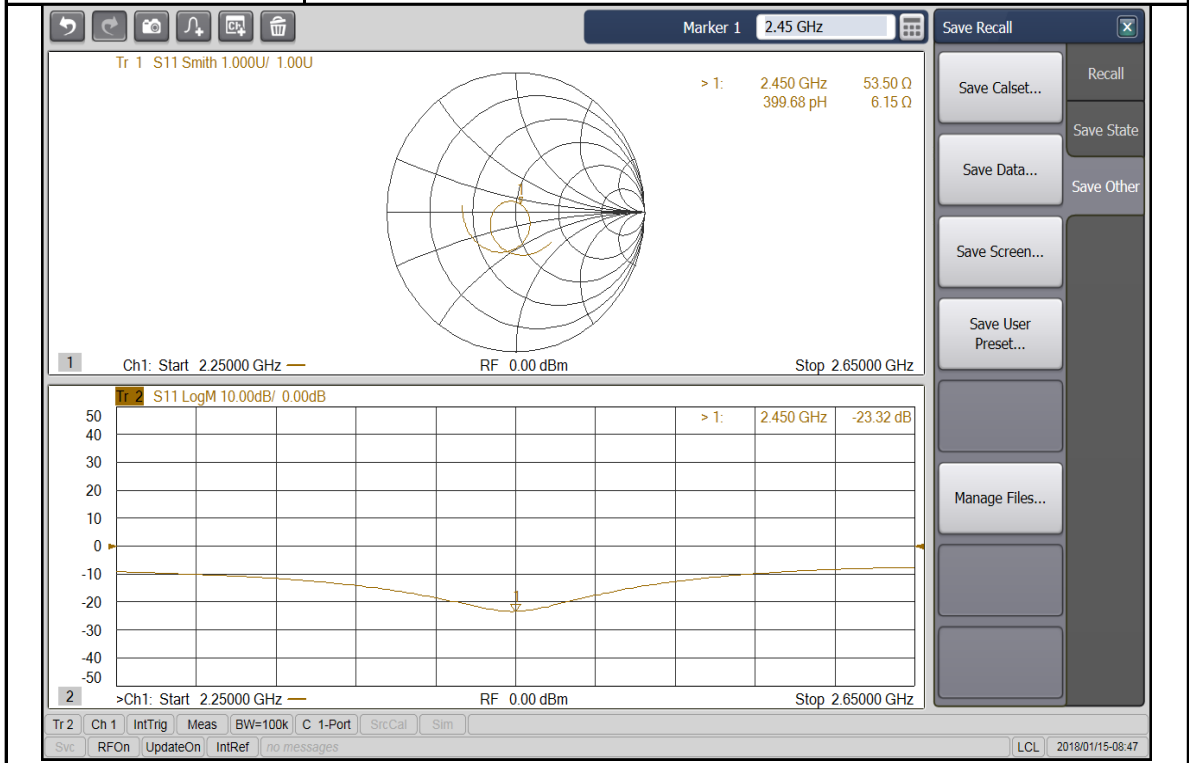 Marker 1 2.45 GHz
Save Recall
Tr 1 S11 Smith 1.000U/ 1.00U
> 1: 2.450 GHz 53.50 Ω
399.68 pH 6.15 Ω
1
1 Ch1: Start 2.25000 GHz — RF 0.00 dBm Stop 2.65000 GHz
Tr 2 S11 LogM 10.00dB/ 0.00dB
> 1: 2.450 GHz -23.32 dB
50
40
30
20
10
0
-10
-20
-30
-40
-50
1
2 >Ch1: Start 2.25000 GHz — RF 0.00 dBm Stop 2.65000 GHz
Save Calset...
Save Data...
Save Screen...
Save User
Preset...
Manage Files...
Recall
Save State
Save Other
Tr 2 Ch 1 IntTrig Meas BW=100k C 1-Port SrcCal Sim
Svc RFOn UpdateOn IntRef no messages LCL 2018/01/15-08:47